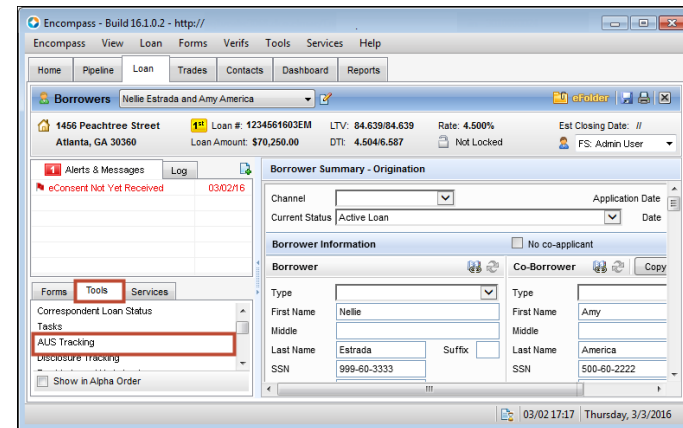 Encompass - Build 16.1.0.2 - http://
Encompass View Loan Forms Verifs Tools Services Help
Home Pipeline Loan Trades Contacts Dashboard Reports
Borrowers Nellie Estrada and Amy America eFolder
1456 Peachtree Street 1st Loan #: 1234561603EM LTV: 84.639/84.639 Rate: 4.500% Est Closing Date: //
Atlanta, GA 30360 Loan Amount: $70,250.00 DTI: 4.504/6.587 Not Locked FS: Admin User
1 Alerts & Messages Log Borrower Summary - Origination
eConsent Not Yet Received 03/02/16
Channel Application Date
Current Status Active Loan Date
Borrower Information No co-applicant
Borrower Co-Borrower Copy
Forms Tools Services
Type Type
Correspondent Loan Status First Name Nellie First Name Amy
Tasks Middle Middle
AUS Tracking Last Name Estrada Suffix Last Name America
Disclosure Tracking SSN 999-60-3333 SSN 500-60-2222
Show in Alpha Order
03/02 17:17 Thursday, 3/3/2016